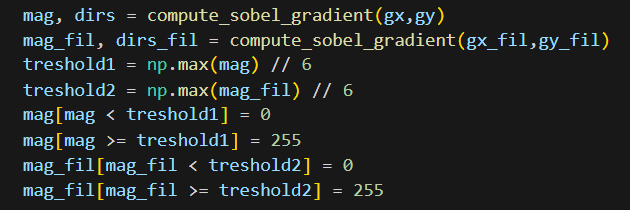 mag, dirs = compute_sobel_gradient(gx,gy)
mag_fil, dirs_fil = compute_sobel_gradient(gx_fil,gy_fil)
treshold1 = np.max(mag) // 6
treshold2 = np.max(mag_fil) // 6
mag[mag < treshold1] = 0
mag[mag >= treshold1] = 255
mag_fil[mag_fil < treshold2] = 0
mag_fil[mag_fil >= treshold2] = 255